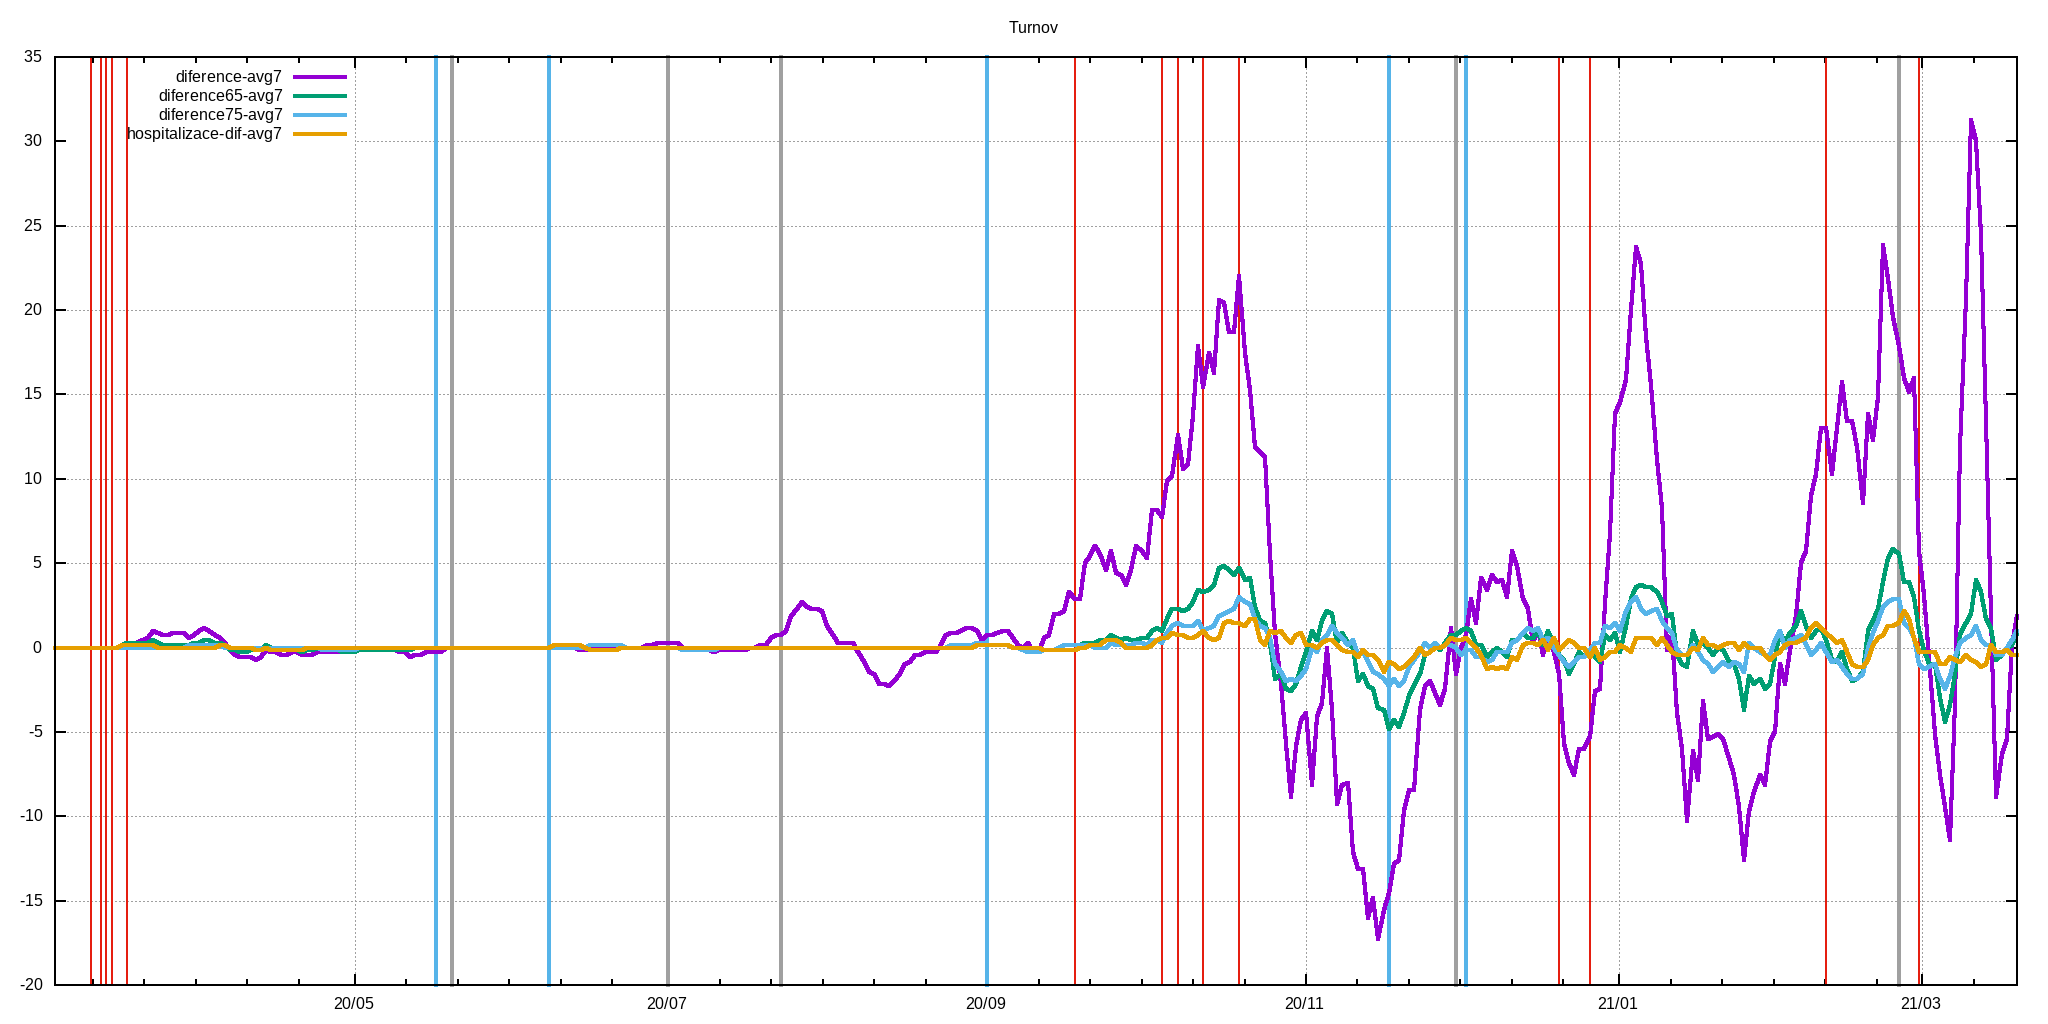 Turnov
35
30
25
20
15
10
5
0
-5
-10
-15
-20
diference-avg7
diference65-avg7
diference75-avg7
hospitalizace-dif-avg7
20/05 20/07 20/09 20/11 21/01 21/03